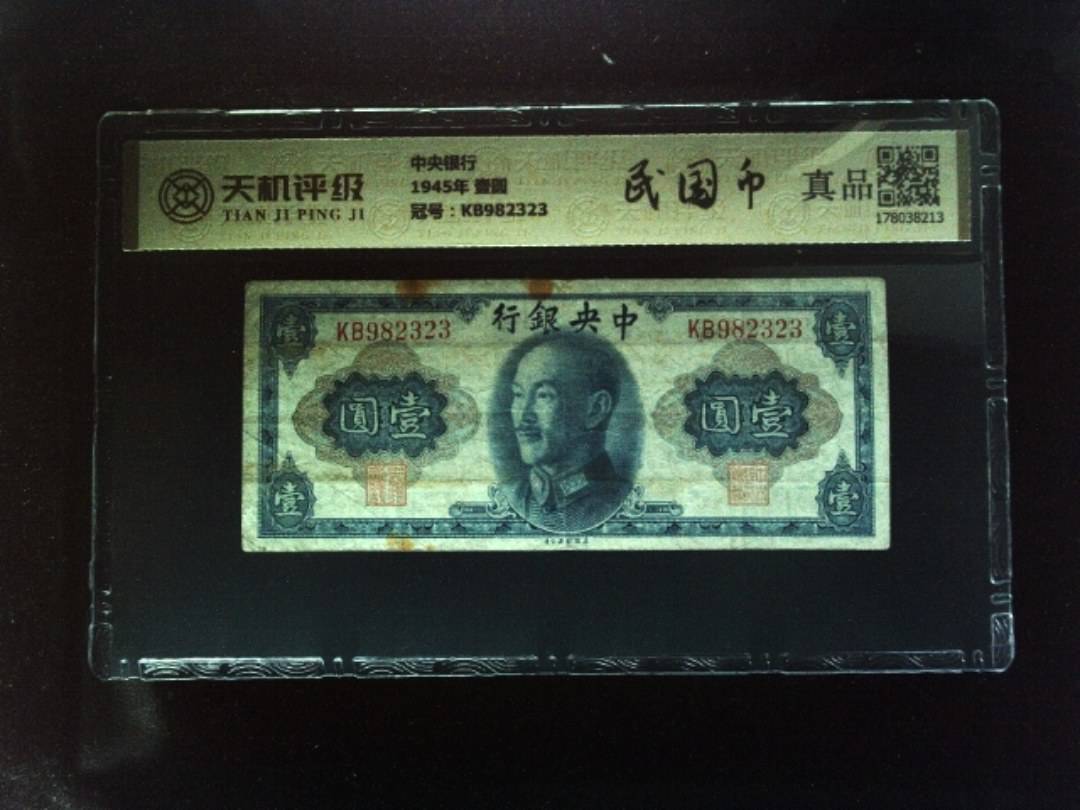 天机评级
TIAN JI PING JI
中央银行
1945年 壹圆
冠号：KB982323
民国币
真品
178038213
行銀央中
KB982323
KB982323
壹
壹
圓壹
圓壹
壹
壹